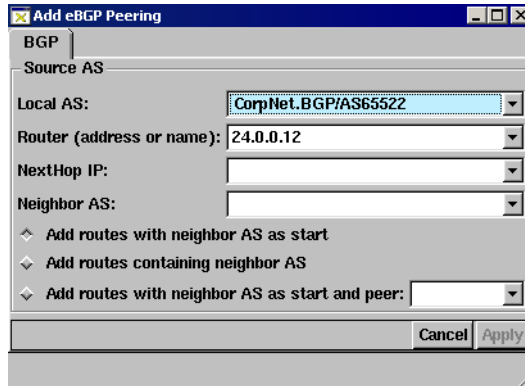 Add eBGP Peering
BGP
Source AS
Local AS: CorpNet.BGP/AS65522
Router (address or name): 24.0.0.12
NextHop IP:
Neighbor AS:
Add routes with neighbor AS as start
Add routes containing neighbor AS
Add routes with neighbor AS as start and peer:
Cancel Apply